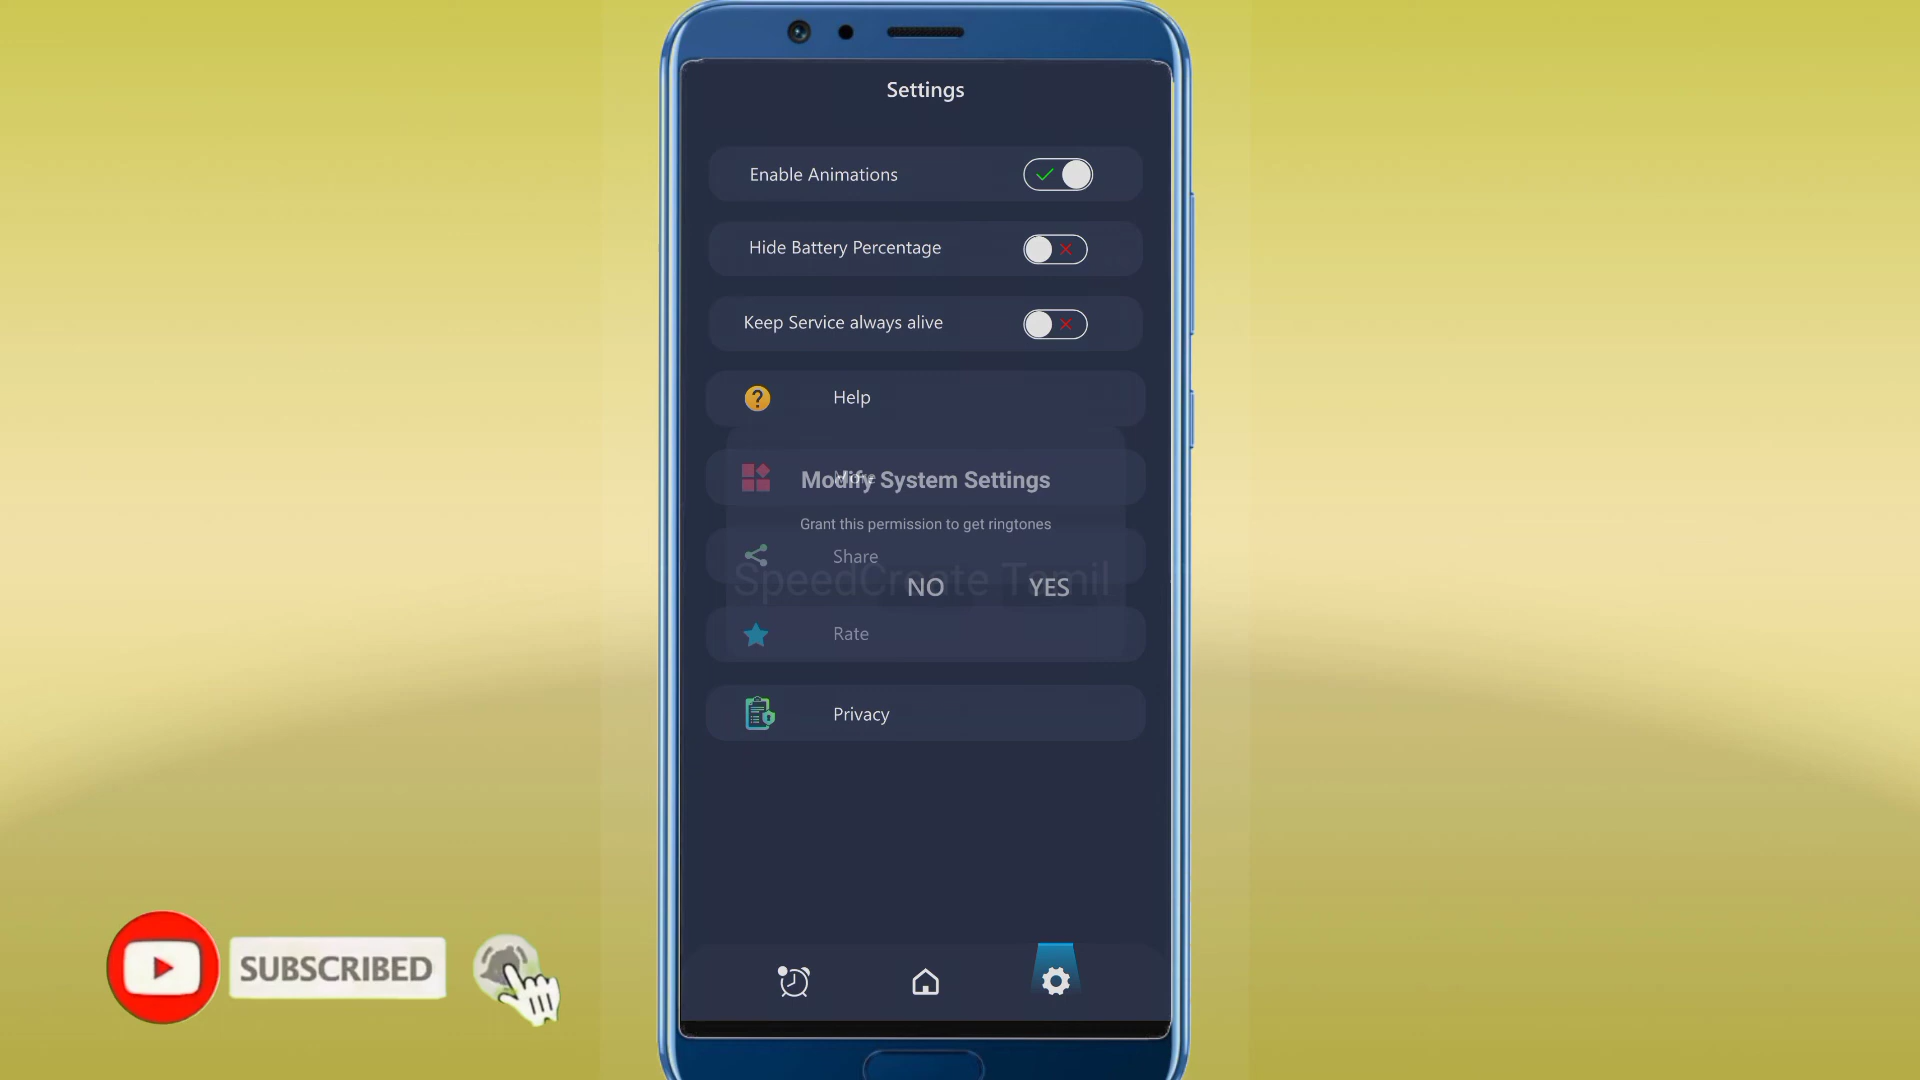 Settings
Enable Animations
Hide Battery Percentage
Keep Service always alive
Help
More
Modify System Settings
Grant this permission to get ringtones
Share
SpeedCreate Tamil
NO YES
Rate
Privacy
SUBSCRIBED